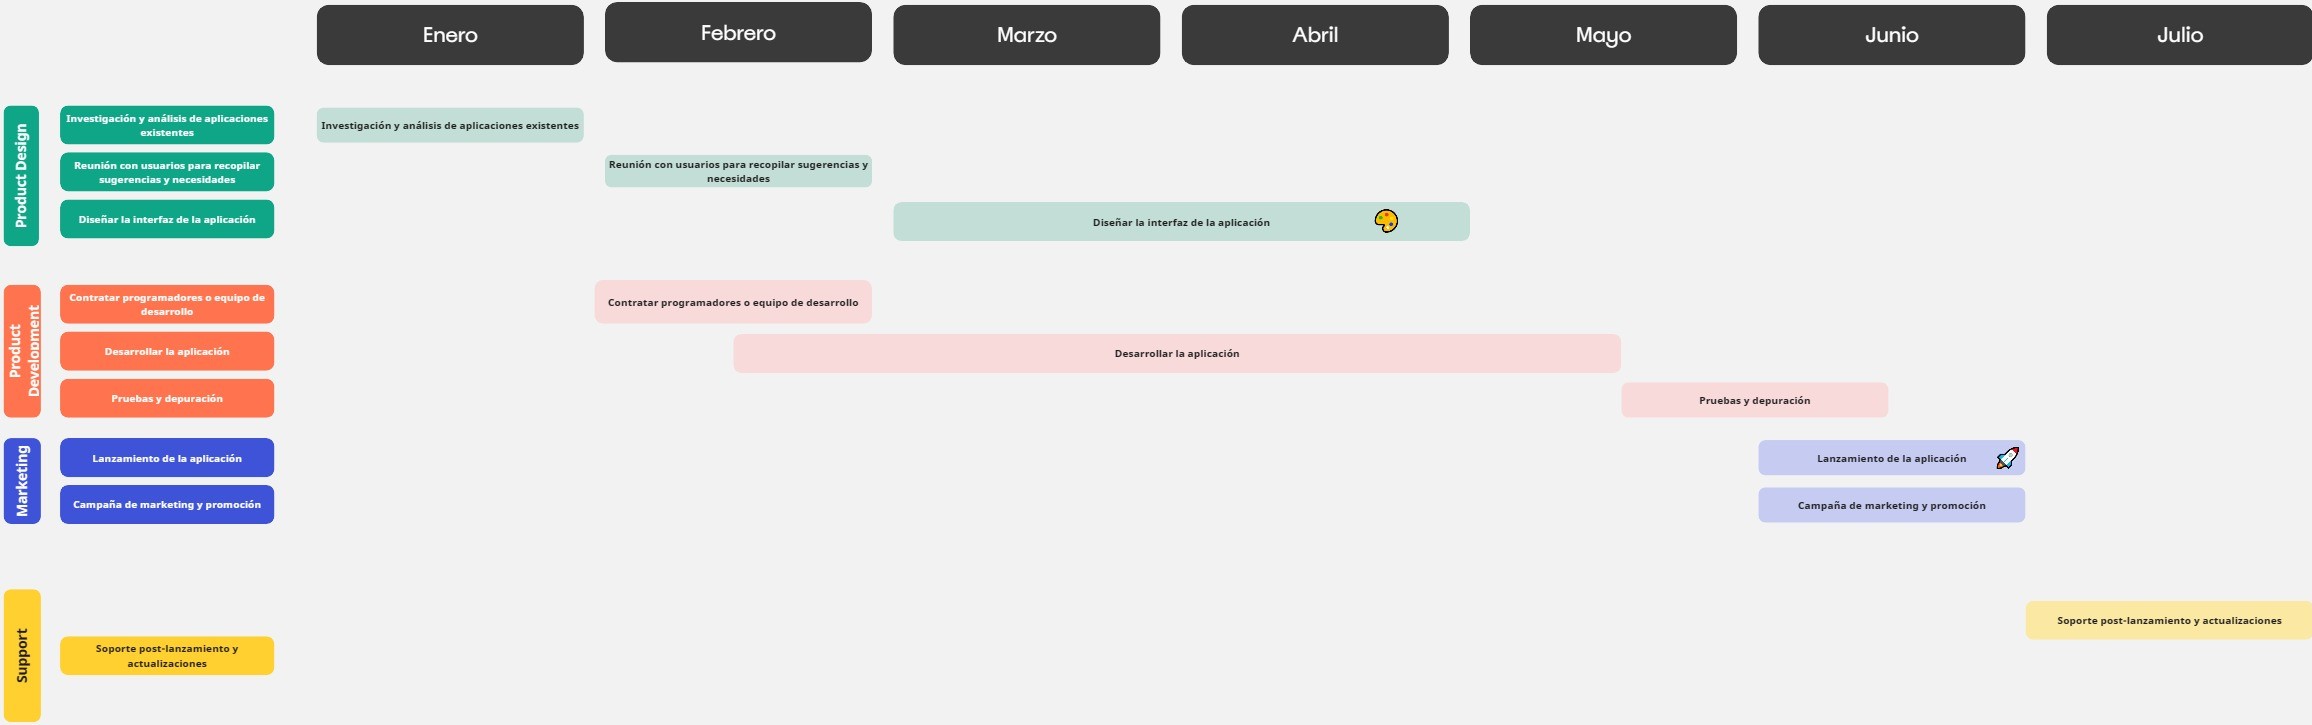 Enero
Febrero
Marzo
Abril
Mayo
Junio
Julio
Product Design
Investigación y análisis de aplicaciones
existentes
Investigación y análisis de aplicaciones existentes
Reunión con usuarios para recopilar
sugerencias y necesidades
Reunión con usuarios para recopilar sugerencias y
necesidades
Diseñar la interfaz de la aplicación
Diseñar la interfaz de la aplicación
Product
Development
Contratar programadores o equipo de
desarrollo
Contratar programadores o equipo de desarrollo
Desarrollar la aplicación
Desarrollar la aplicación
Pruebas y depuración
Pruebas y depuración
Marketing
Lanzamiento de la aplicación
Lanzamiento de la aplicación
Campaña de marketing y promoción
Campaña de marketing y promoción
Support
Soporte post-lanzamiento y
actualizaciones
Soporte post-lanzamiento y actualizaciones